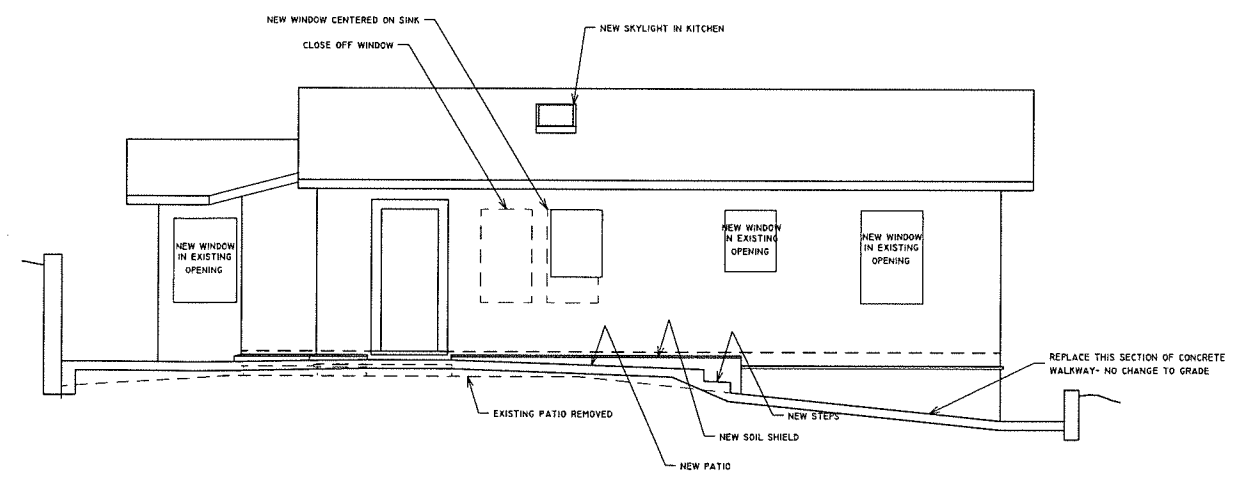 NEW WINDOW CENTERED ON SINK
CLOSE OFF WINDOW
NEW SKYLIGHT IN KITCHEN
NEW WINDOW
IN EXISTING
OPENING
NEW WINDOW
IN EXISTING
OPENING
NEW WINDOW
IN EXISTING
OPENING
REPLACE THIS SECTION OF CONCRETE
WALKWAY- NO CHANGE TO GRADE
EXISTING PATIO REMOVED
NEW STEPS
NEW SOIL SHIELD
NEW PATIO